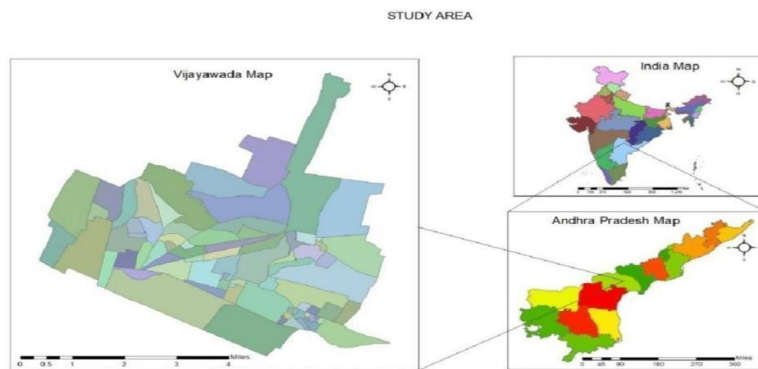 STUDY AREA
Vijayawada Map
N
W
E
S
0 0.5 1 2 3 4
Miles
India Map
N
W
E
S
Andhra Pradesh Map
N
W
E
S
0 45 90 180 270 360
Miles